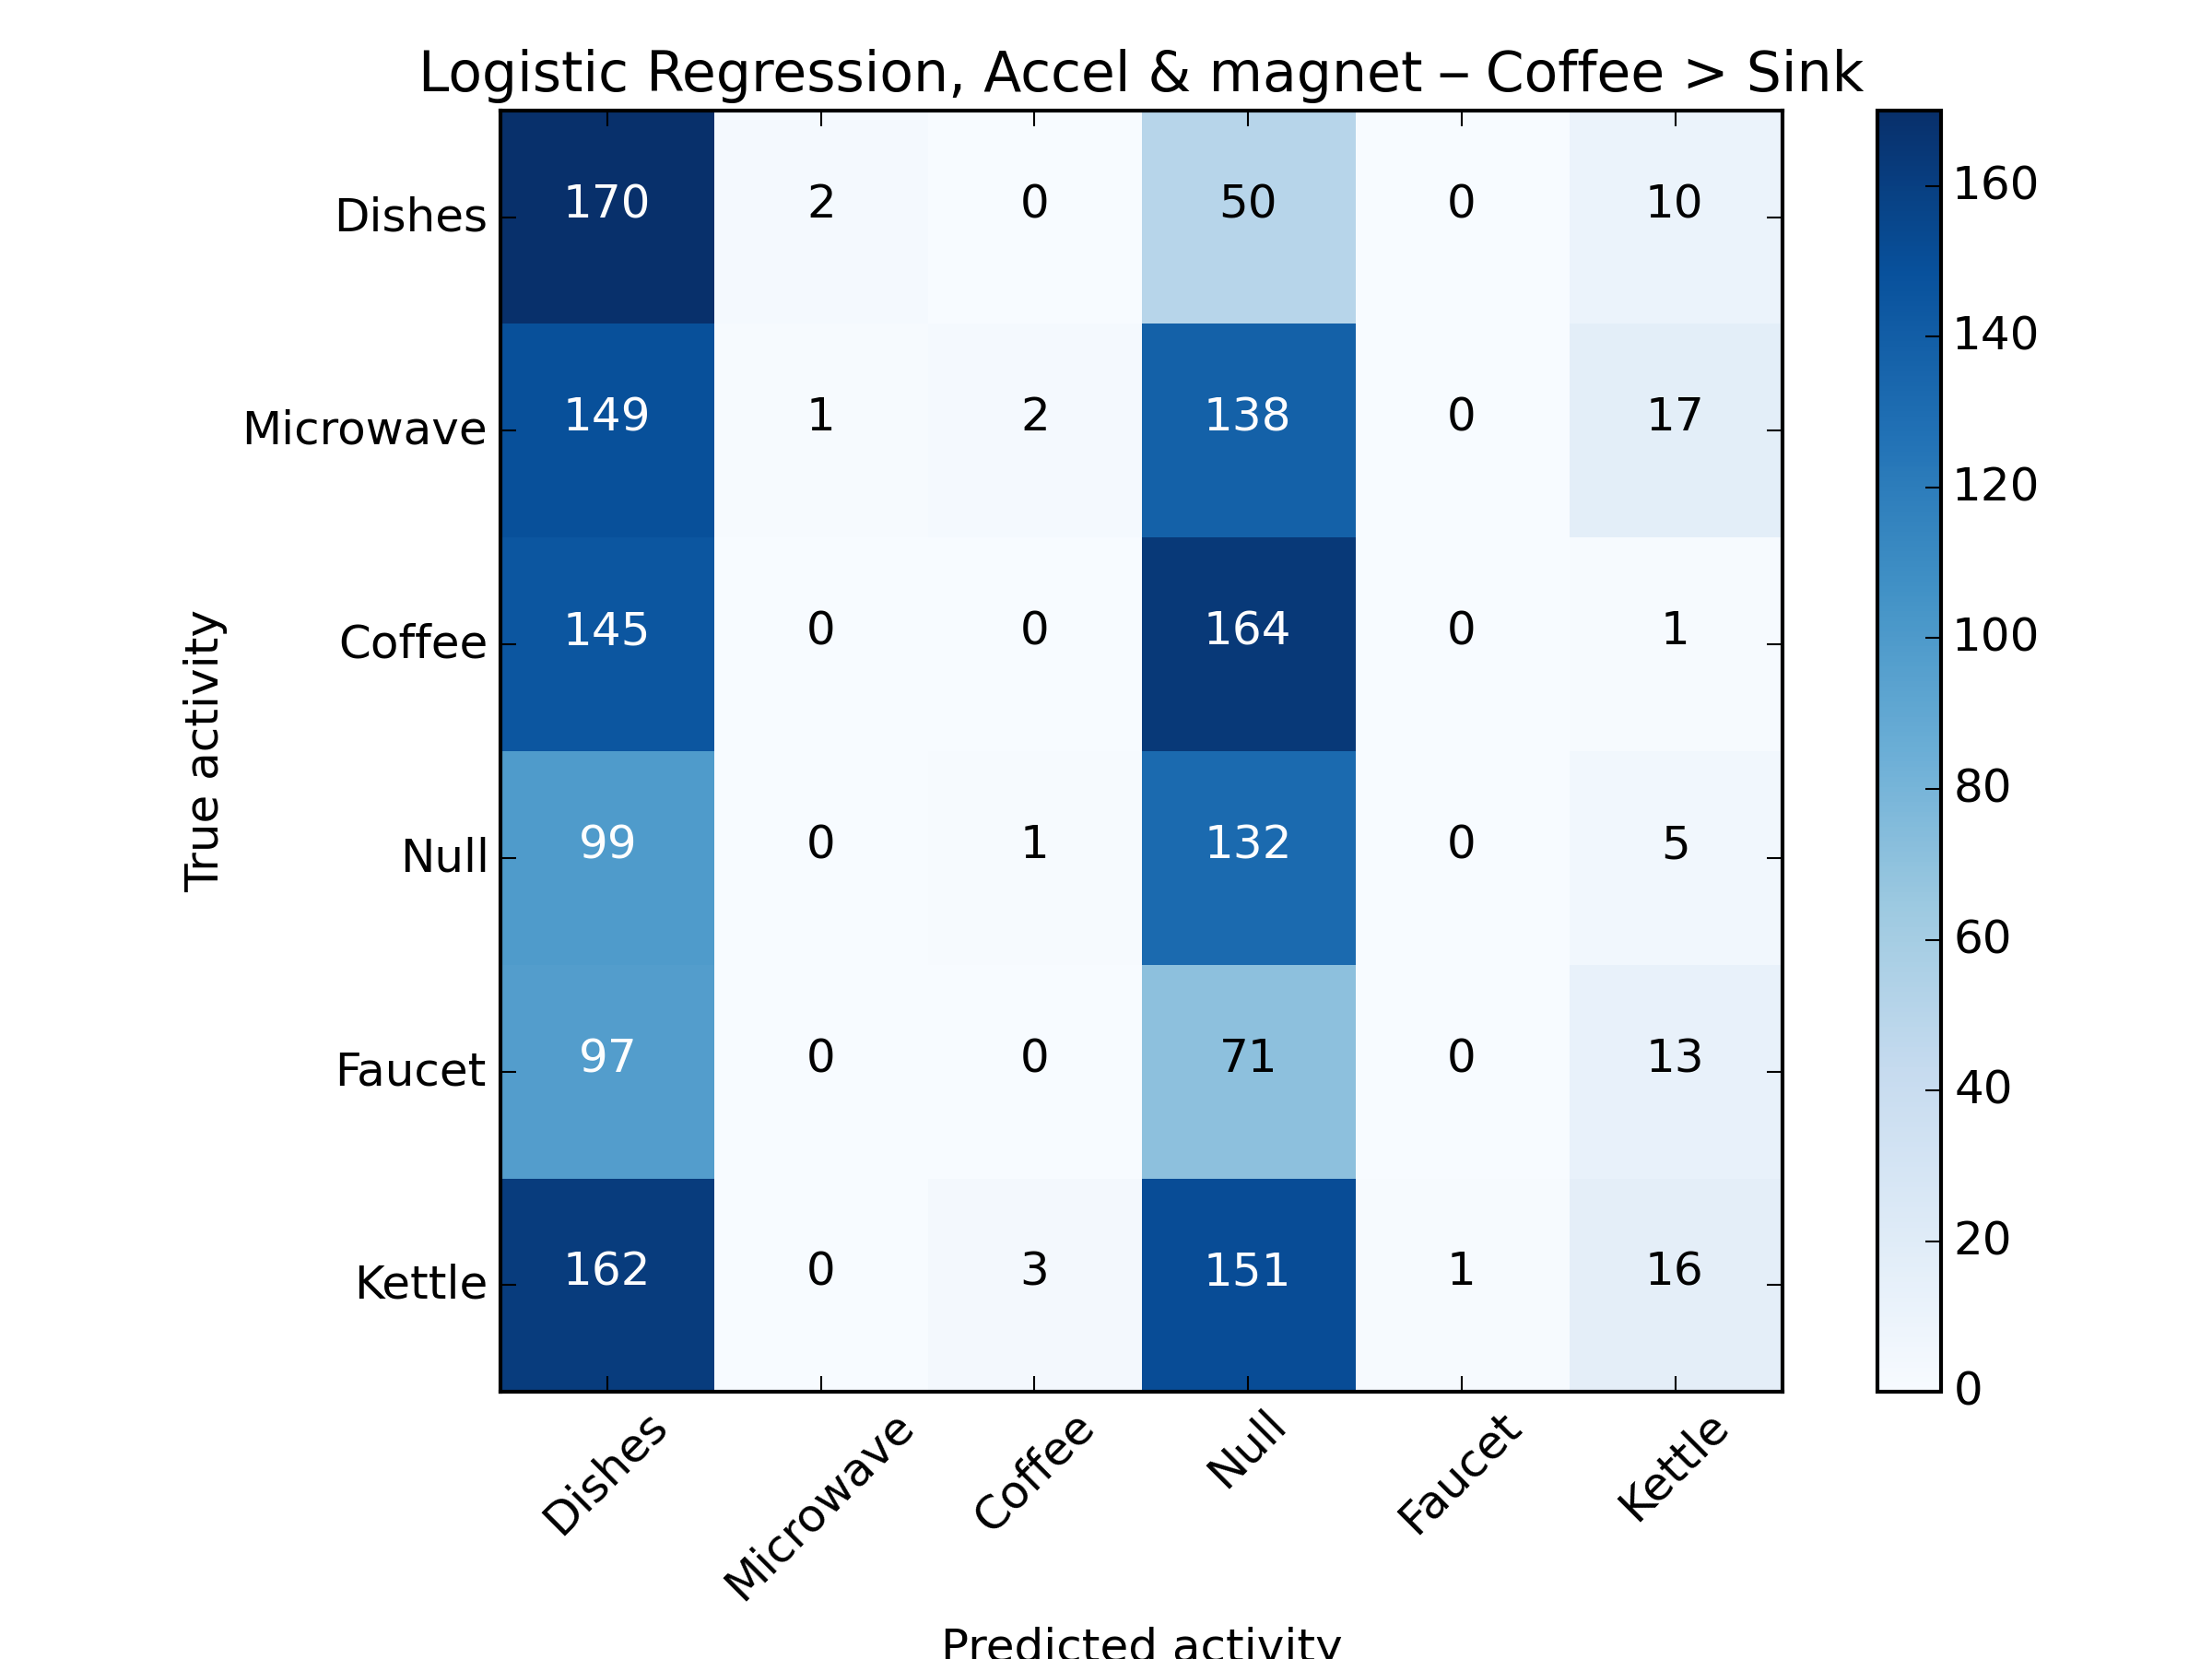 Logistic Regression, Accel & magnet – Coffee > Sink
Dishes 170 2 0 50 0 10
Microwave 149 1 2 138 0 17
Coffee 145 0 0 164 0 1
Null 99 0 1 132 0 5
Faucet 97 0 0 71 0 13
Kettle 162 0 3 151 1 16
True activity
Dishes Microwave Coffee Null Faucet Kettle
Predicted activity
160
140
120
100
80
60
40
20
0